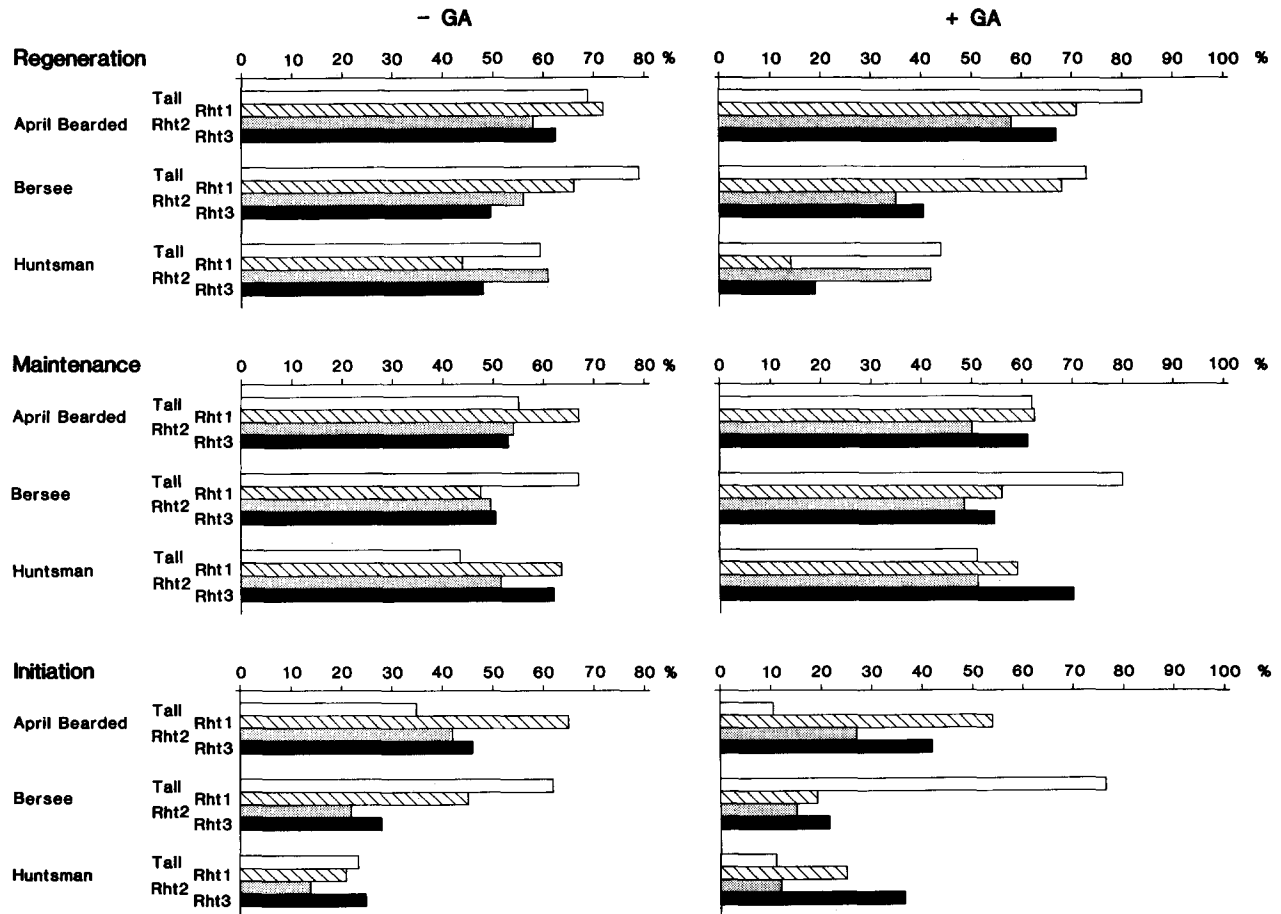 - GA
+ GA
Regeneration
0 10 20 30 40 50 60 70 80 %
0 10 20 30 40 50 60 70 80 90 100 %
April Bearded
Tall
Rht1
Rht2
Rht3
Bersee
Tall
Rht1
Rht2
Rht3
Huntsman
Tall
Rht1
Rht2
Rht3
Maintenance
0 10 20 30 40 50 60 70 80 %
0 10 20 30 40 50 60 70 80 90 100 %
April Bearded
Tall
Rht1
Rht2
Rht3
Bersee
Tall
Rht1
Rht2
Rht3
Huntsman
Tall
Rht1
Rht2
Rht3
Initiation
0 10 20 30 40 50 60 70 80 %
0 10 20 30 40 50 60 70 80 90 100 %
April Bearded
Tall
Rht1
Rht2
Rht3
Bersee
Tall
Rht1
Rht2
Rht3
Huntsman
Tall
Rht1
Rht2
Rht3